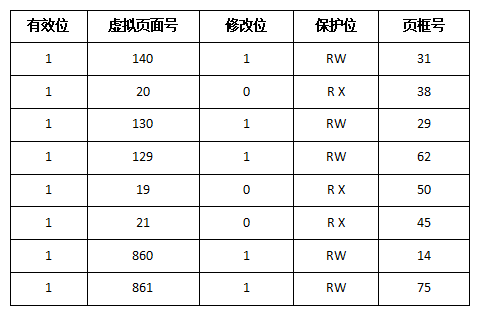 有效位 虚拟页面号 修改位 保护位 页框号
1 140 1 RW 31
1 20 0 R X 38
1 130 1 RW 29
1 129 1 RW 62
1 19 0 R X 50
1 21 0 R X 45
1 860 1 RW 14
1 861 1 RW 75